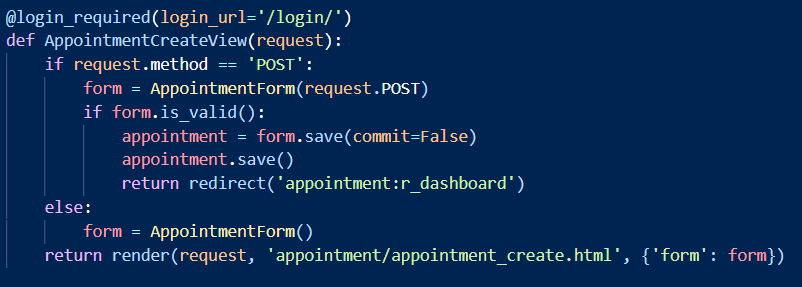 @login_required(login_url='/login/')
def AppointmentCreateView(request):
    if request.method == 'POST':
        form = AppointmentForm(request.POST)
        if form.is_valid():
            appointment = form.save(commit=False)
            appointment.save()
            return redirect('appointment:r_dashboard')
    else:
        form = AppointmentForm()
    return render(request, 'appointment/appointment_create.html', {'form': form})